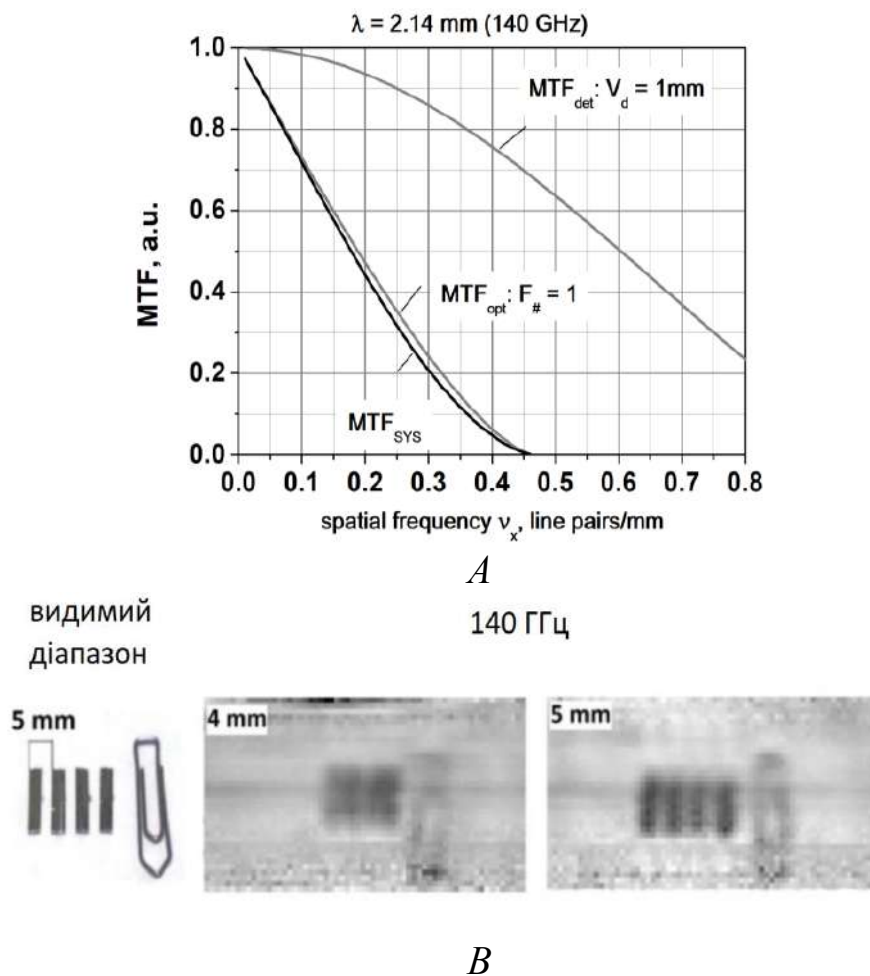 λ = 2.14 mm (140 GHz)
1.0
0.8
0.6
0.4
0.2
0.0
MTF, a.u.
MTF_det: V_d = 1mm
MTF_opt: F_# = 1
MTF_SYS
0.0 0.1 0.2 0.3 0.4 0.5 0.6 0.7 0.8
spatial frequency ν_x, line pairs/mm
A
видимий
діапазон
140 ГГц
5 mm
4 mm
5 mm
B